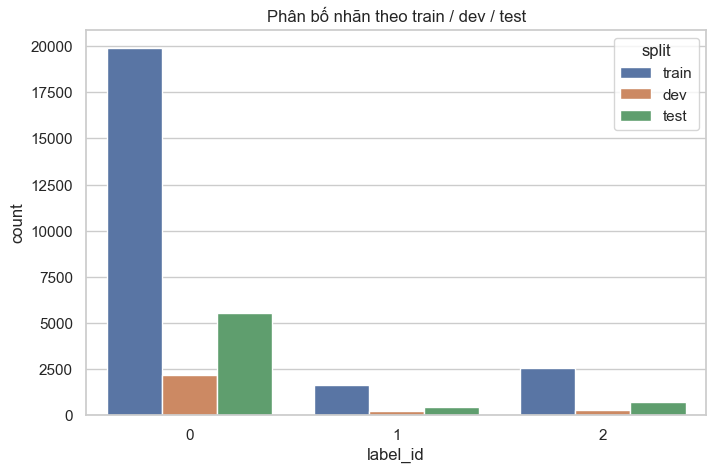 Phân bố nhãn theo train / dev / test
split
train
dev
test
20000
17500
15000
12500
10000
7500
5000
2500
0
count
0 1 2
label_id